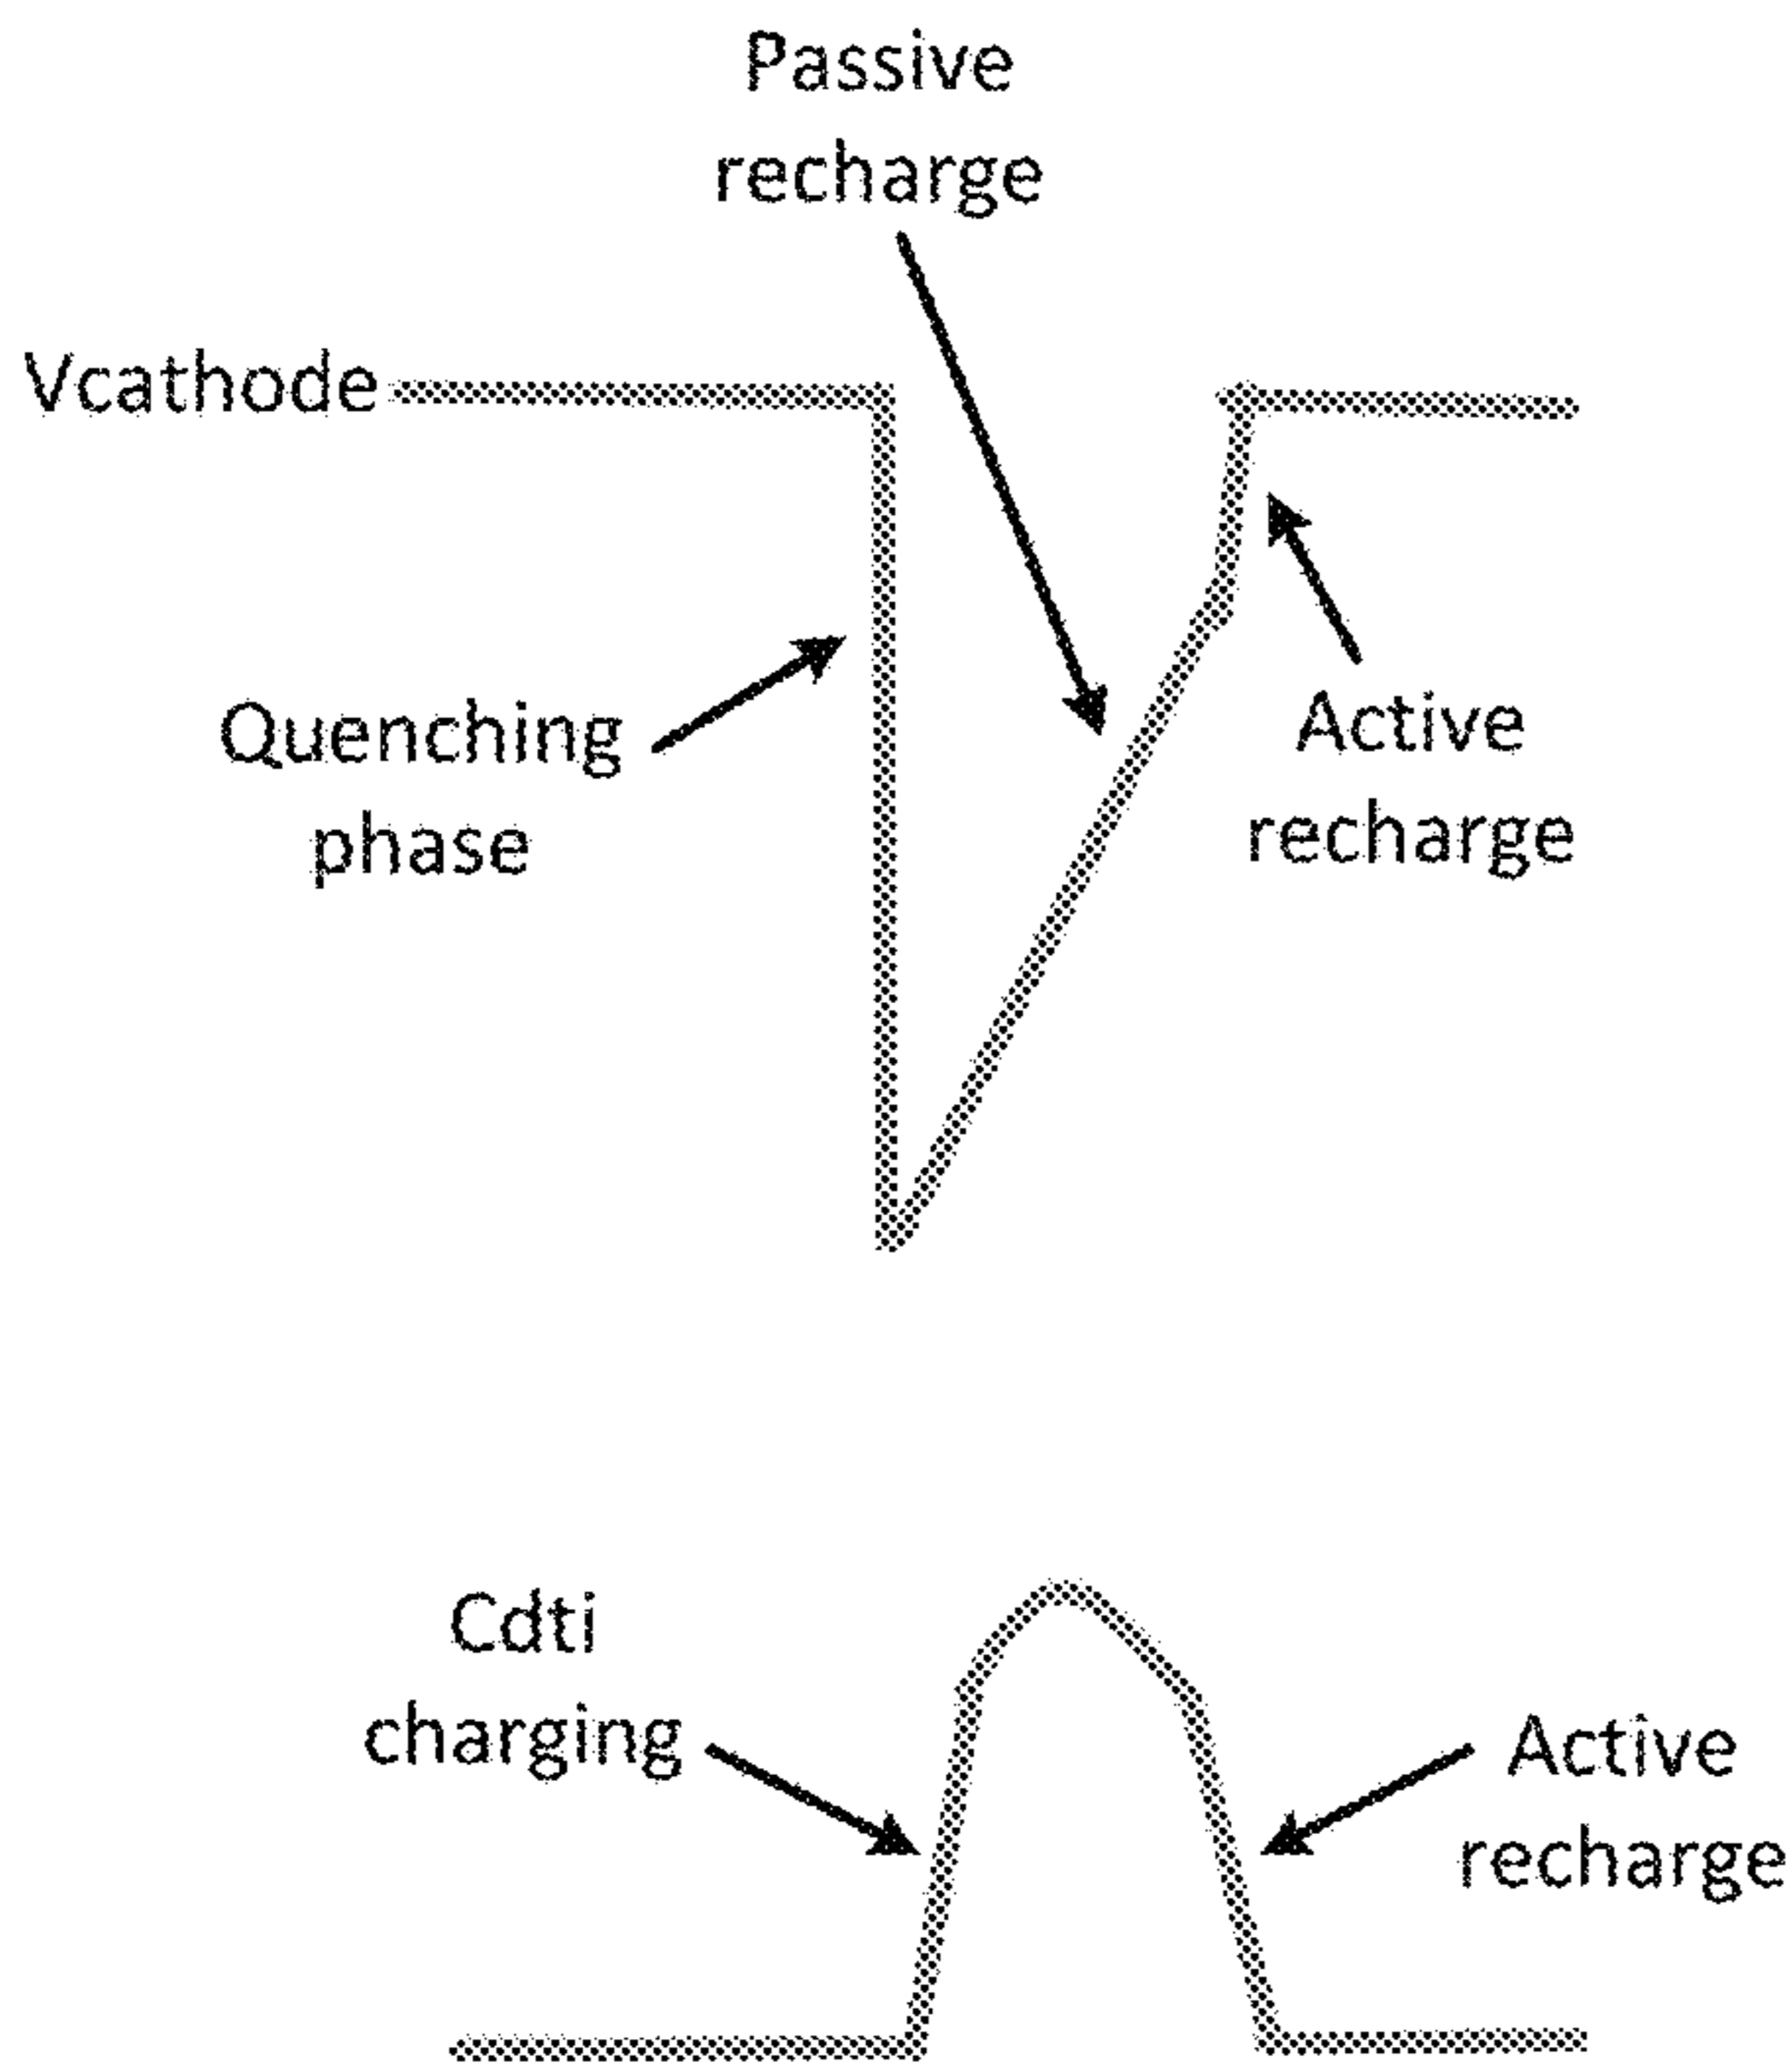 Passive
recharge
Vcathode
Quenching
phase
Active
recharge
Cdti
charging
Active
recharge